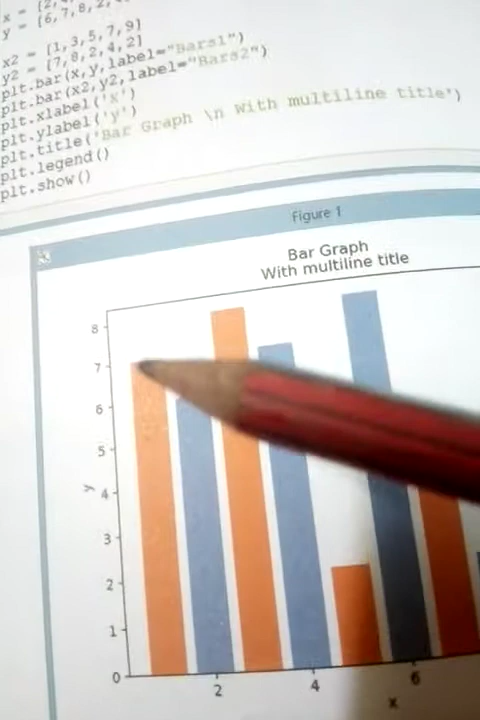 x = [2,
y = [6,7,8,2,
x2 = [1,3,5,7,9]
y2 = [7,8,2,4,2]
plt.bar(x,y,label="Bars1")
plt.bar(x2,y2,label="Bars2")
plt.xlabel('x')
plt.ylabel('y')
plt.title('Bar Graph \n With multiline title')
plt.legend()
plt.show()
Figure 1
Bar Graph
With multiline title
8
7
6
5
y
4
3
2
1
0
2
4
6
x